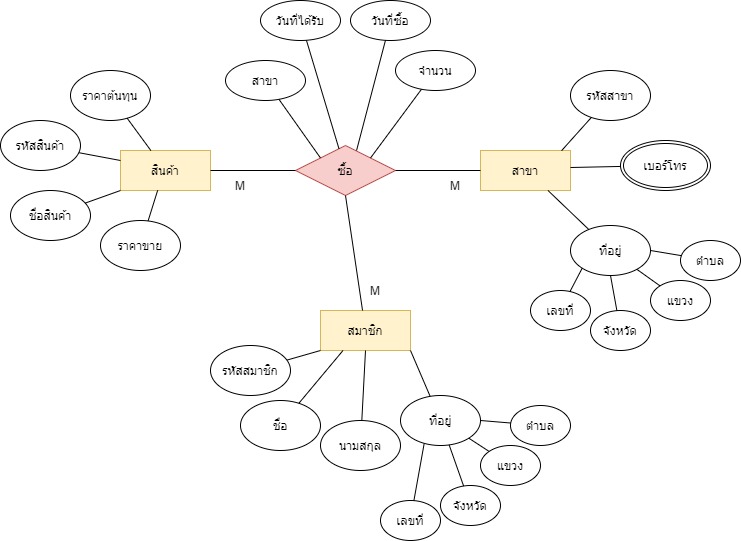 วันที่ได้รับ
วันที่ซื้อ
สาขา
จำนวน
ราคาต้นทุน
รหัสสินค้า
สินค้า
ชื่อสินค้า
ราคาขาย
M
ซื้อ
M
สาขา
รหัสสาขา
เบอร์โทร
ที่อยู่
ตำบล
แขวง
เลขที่
จังหวัด
M
สมาชิก
รหัสสมาชิก
ชื่อ
นามสกุล
ที่อยู่
ตำบล
แขวง
จังหวัด
เลขที่